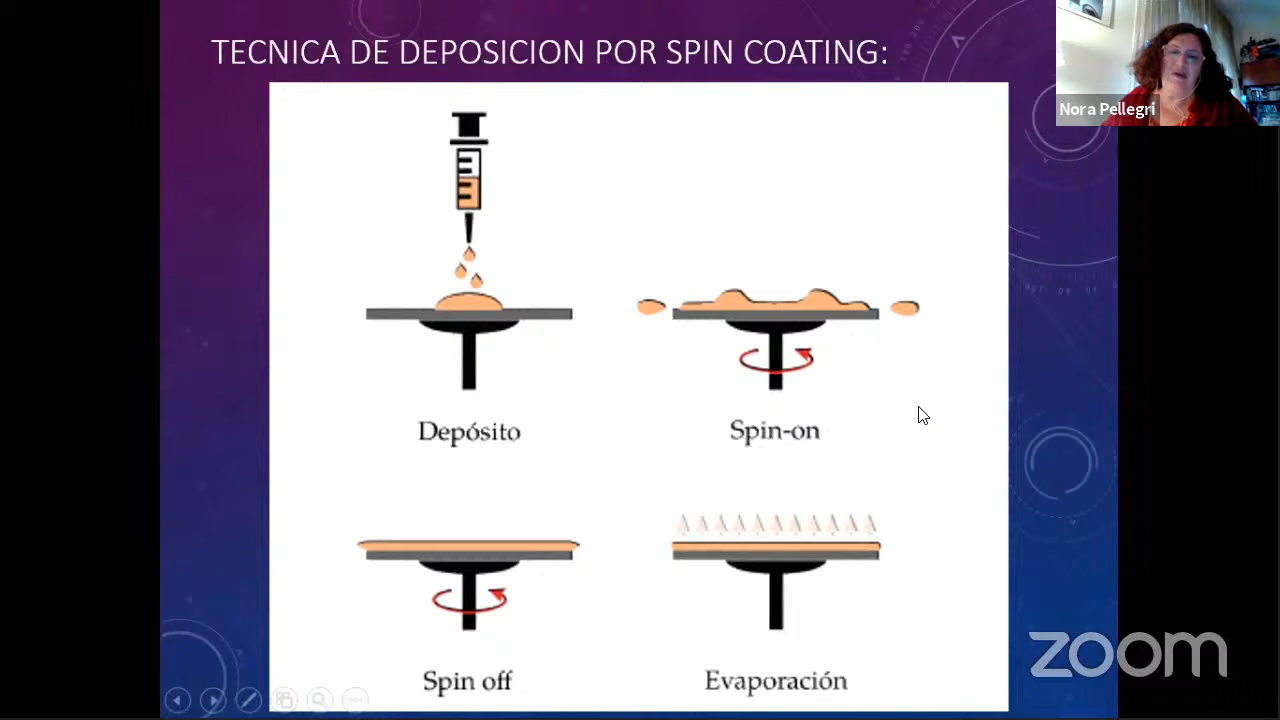 TECNICA DE DEPOSICION POR SPIN COATING:
Nora Pellegri
Depósito
Spin-on
Spin off
Evaporación
zoom